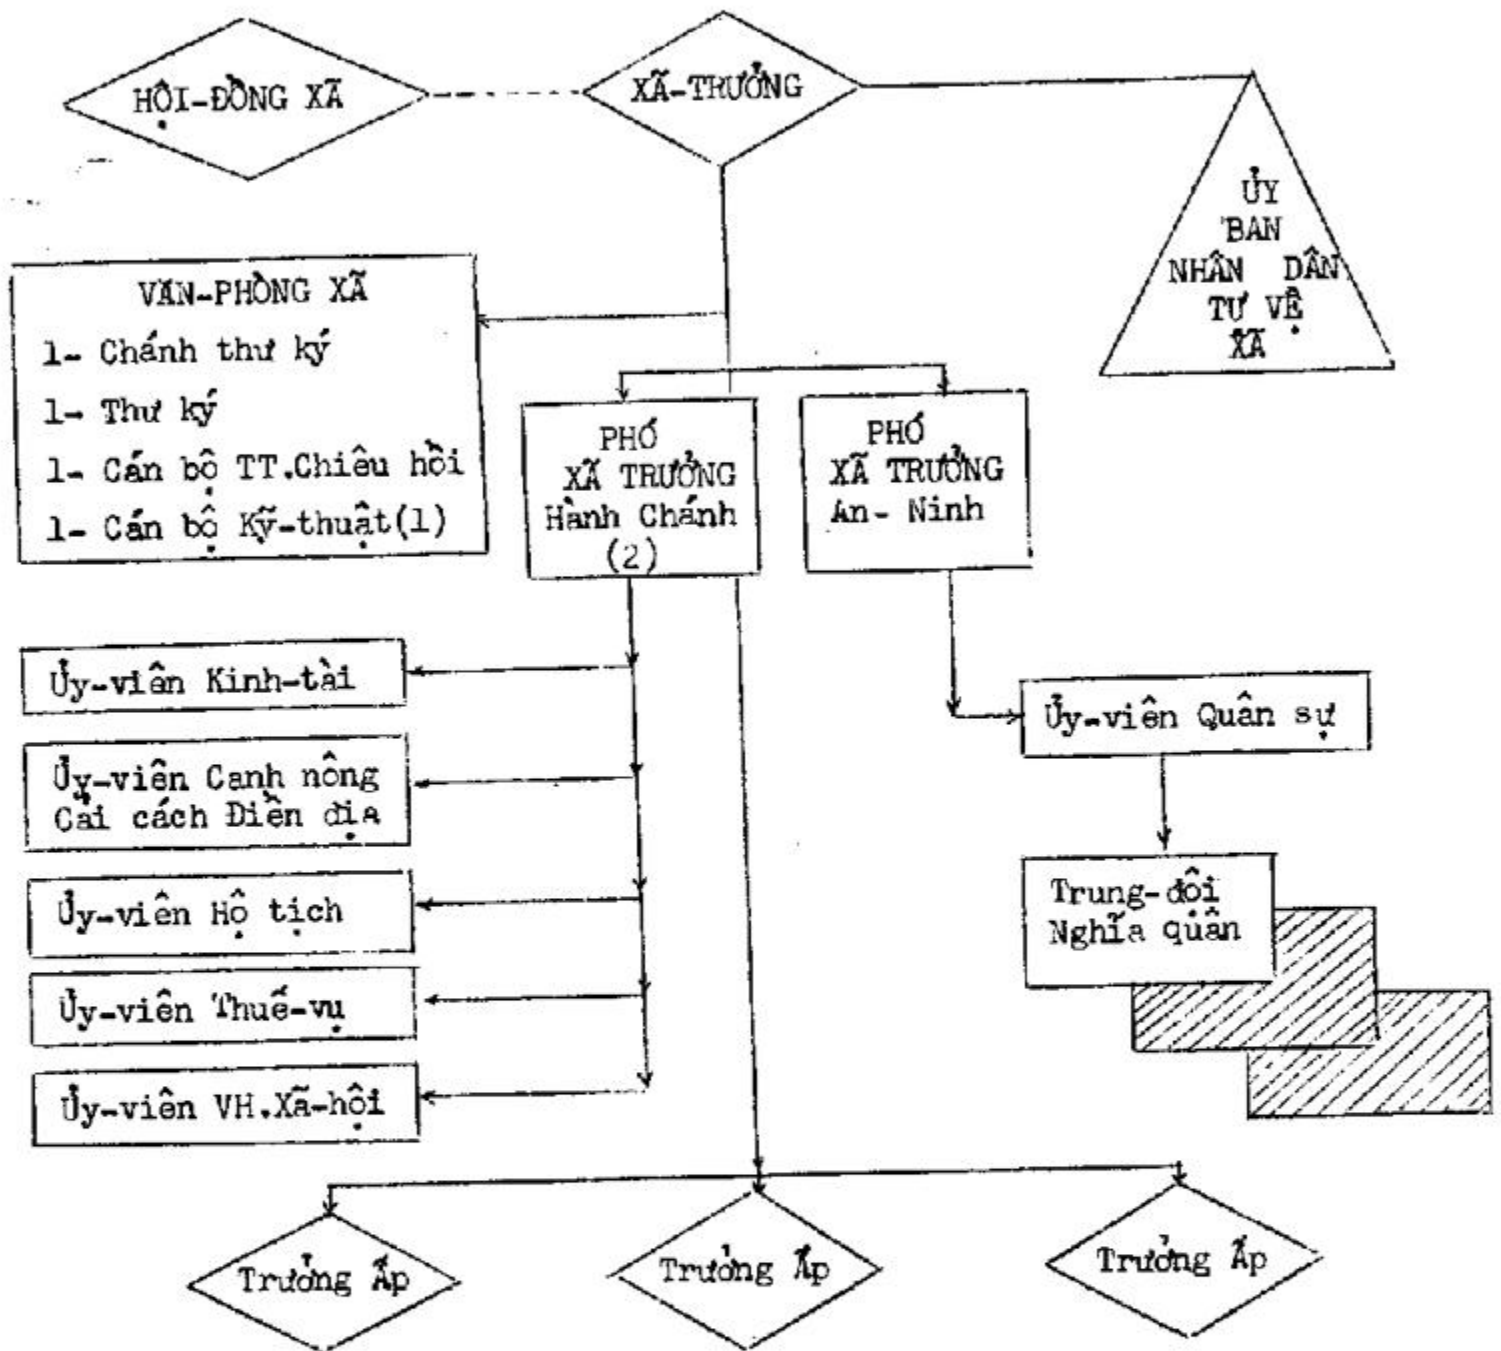 HỘI-ĐỒNG XÃ
XÃ-TRƯỞNG
ỦY
BAN
NHÂN DÂN
TỰ VỆ
XÃ
VĂN-PHÒNG XÃ
1- Chánh thư ký
1- Thư ký
1- Cán bộ TT.Chiêu hồi
1- Cán bộ Kỹ-thuật(1)
PHÓ
XÃ TRƯỞNG
Hành Chánh
(2)
PHÓ
XÃ TRƯỞNG
An- Ninh
Ủy-viên Kinh-tài
Ủy-viên Canh nông
Cải cách Điền địa
Ủy-viên Hộ tịch
Ủy-viên Thuế-vụ
Ủy-viên VH.Xã-hội
Ủy-viên Quân sự
Trung-đội
Nghĩa quân
Trưởng Ấp
Trưởng Ấp
Trưởng Ấp